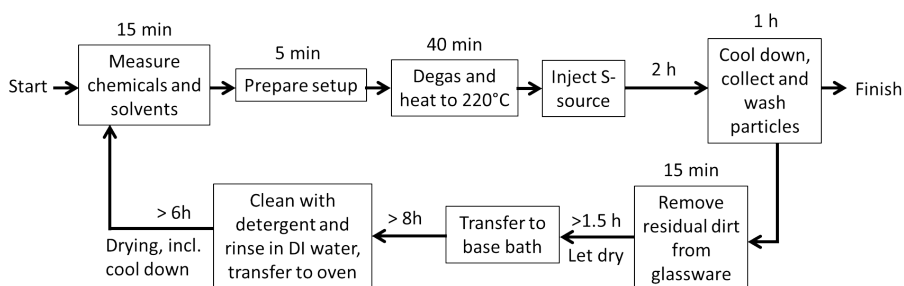 Start
15 min
Measure
chemicals and
solvents
5 min
Prepare setup
40 min
Degas and
heat to 220°C
Inject S-
source
2 h
1 h
Cool down,
collect and
wash
particles
Finish
15 min
Remove
residual dirt
from
glassware
>1.5 h
Let dry
Transfer to
base bath
> 8h
Clean with
detergent and
rinse in DI water,
transfer to oven
> 6h
Drying, incl.
cool down